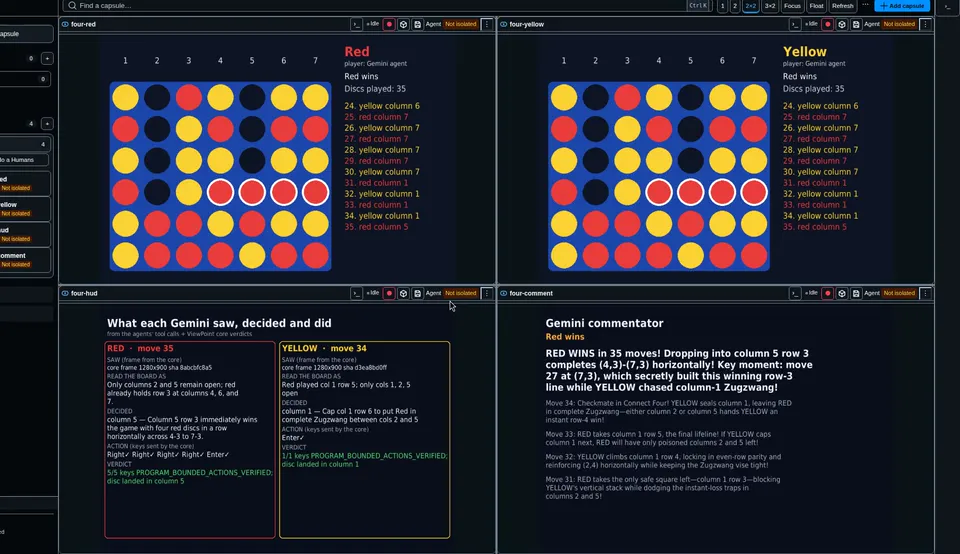 Find a capsule…
Ctrl K
1 2 2×2 3×2 Focus Float Refresh ··· + Add capsule
apsule
0 +
0
4 +
4
do a Humans
ed
Not isolated
ellow
Not isolated
ud
Not isolated
omment
Not isolated
ed
four-red
Idle
Agent Not isolated
1 2 3 4 5 6 7
Red
player: Gemini agent
Red wins
Discs played: 35
24. yellow column 6
25. red column 7
26. yellow column 7
27. red column 7
28. yellow column 7
29. red column 7
30. yellow column 7
31. red column 1
32. yellow column 1
33. red column 1
34. yellow column 1
35. red column 5
four-yellow
Idle
Agent Not isolated
1 2 3 4 5 6 7
Yellow
player: Gemini agent
Red wins
Discs played: 35
24. yellow column 6
25. red column 7
26. yellow column 7
27. red column 7
28. yellow column 7
29. red column 7
30. yellow column 7
31. red column 1
32. yellow column 1
33. red column 1
34. yellow column 1
35. red column 5
four-hud
Idle
Agent Not isolated
What each Gemini saw, decided and did
from the agents' tool calls + ViewPoint core verdicts
RED · move 35
SAW (frame from the core)
core frame 1280x900 sha 8abcbfc8a5
READ THE BOARD AS
Only columns 2 and 5 remain open; red
already holds row 3 at columns 4, 6, and
7.
DECIDED
column 5 — Column 5 row 3 immediately wins
the game with four red discs in a row
horizontally across 4-3 to 7-3.
ACTION (keys sent by the core)
Right✓ Right✓ Right✓ Right✓ Enter✓
VERDICT
5/5 keys PROGRAM_BOUNDED_ACTIONS_VERIFIED;
disc landed in column 5
YELLOW · move 34
SAW (frame from the core)
core frame 1280x900 sha d3ea8bd0ff
READ THE BOARD AS
Red played col 1 row 5; only cols 1, 2, 5
open
DECIDED
column 1 — Cap col 1 row 6 to put Red in
complete Zugzwang between cols 2 and 5
ACTION (keys sent by the core)
Enter✓
VERDICT
1/1 keys PROGRAM_BOUNDED_ACTIONS_VERIFIED;
disc landed in column 1
four-comment
Idle
Agent Not isolated
Gemini commentator
Red wins
RED WINS in 35 moves! Dropping into column 5 row 3
completes (4,3)-(7,3) horizontally! Key moment: move
27 at (7,3), which secretly built this winning row-3
line while YELLOW chased column-1 Zugzwang!
Move 34: Checkmate in Connect Four! YELLOW seals column 1, leaving RED
in complete Zugzwang—either column 2 or column 5 hands YELLOW an
instant row-4 win!
Move 33: RED takes column 1 row 5, the final lifeline! If YELLOW caps
column 1 next, RED will have only poisoned columns 2 and 5 left!
Move 32: YELLOW climbs column 1 row 4, locking in even-row parity and
reinforcing (2,4) horizontally while keeping the Zugzwang vise tight!
Move 31: RED takes the only safe square left—column 1 row 3—blocking
YELLOW's vertical stack while dodging the instant-loss traps in
columns 2 and 5!